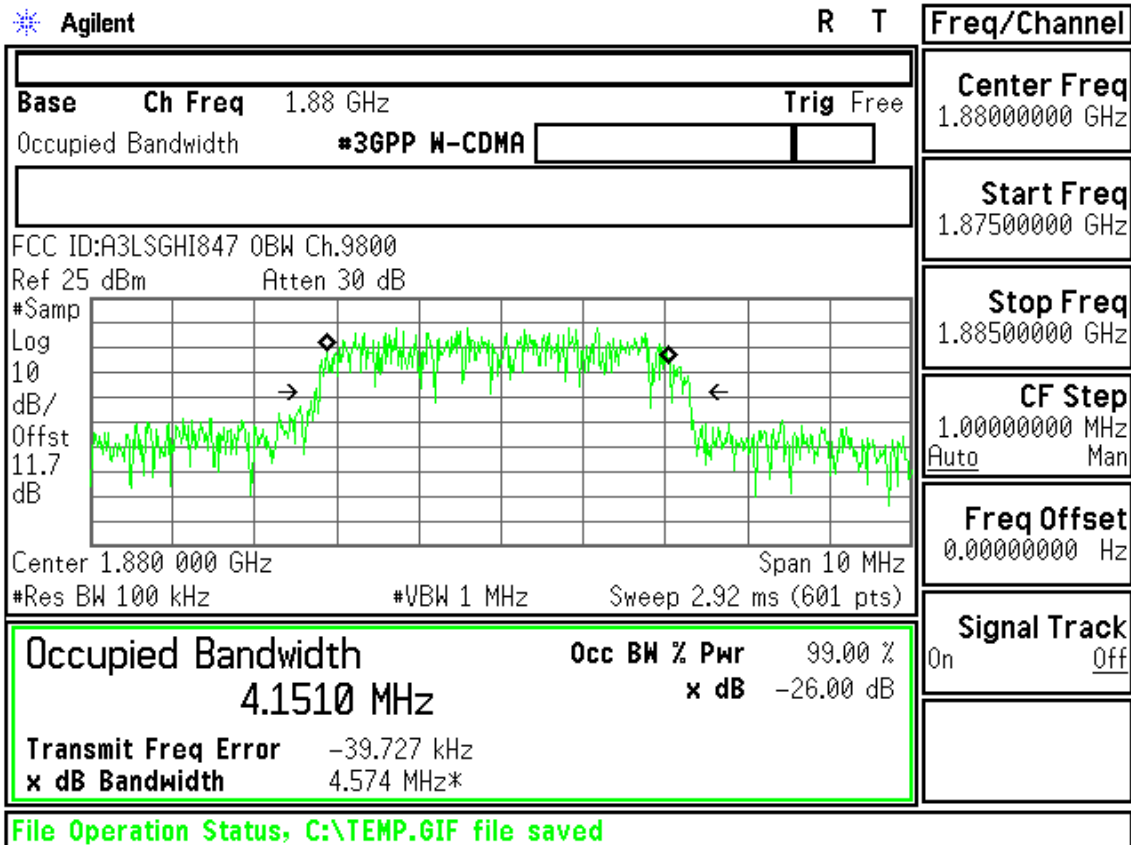 Agilent R T
Base Ch Freq 1.88 GHz Trig Free
Occupied Bandwidth #3GPP W-CDMA
FCC ID:A3LSGHI847 OBW Ch.9800
Ref 25 dBm Atten 30 dB
#Samp
Log
10
dB/
Offst
11.7
dB
Center 1.880 000 GHz Span 10 MHz
#Res BW 100 kHz #VBW 1 MHz Sweep 2.92 ms (601 pts)
Occupied Bandwidth
4.1510 MHz
Occ BW % Pwr 99.00 %
x dB -26.00 dB
Transmit Freq Error -39.727 kHz
x dB Bandwidth 4.574 MHz*
File Operation Status, C:\TEMP.GIF file saved
Freq/Channel
Center Freq
1.88000000 GHz
Start Freq
1.87500000 GHz
Stop Freq
1.88500000 GHz
CF Step
1.00000000 MHz
Auto Man
Freq Offset
0.00000000 Hz
Signal Track
On Off